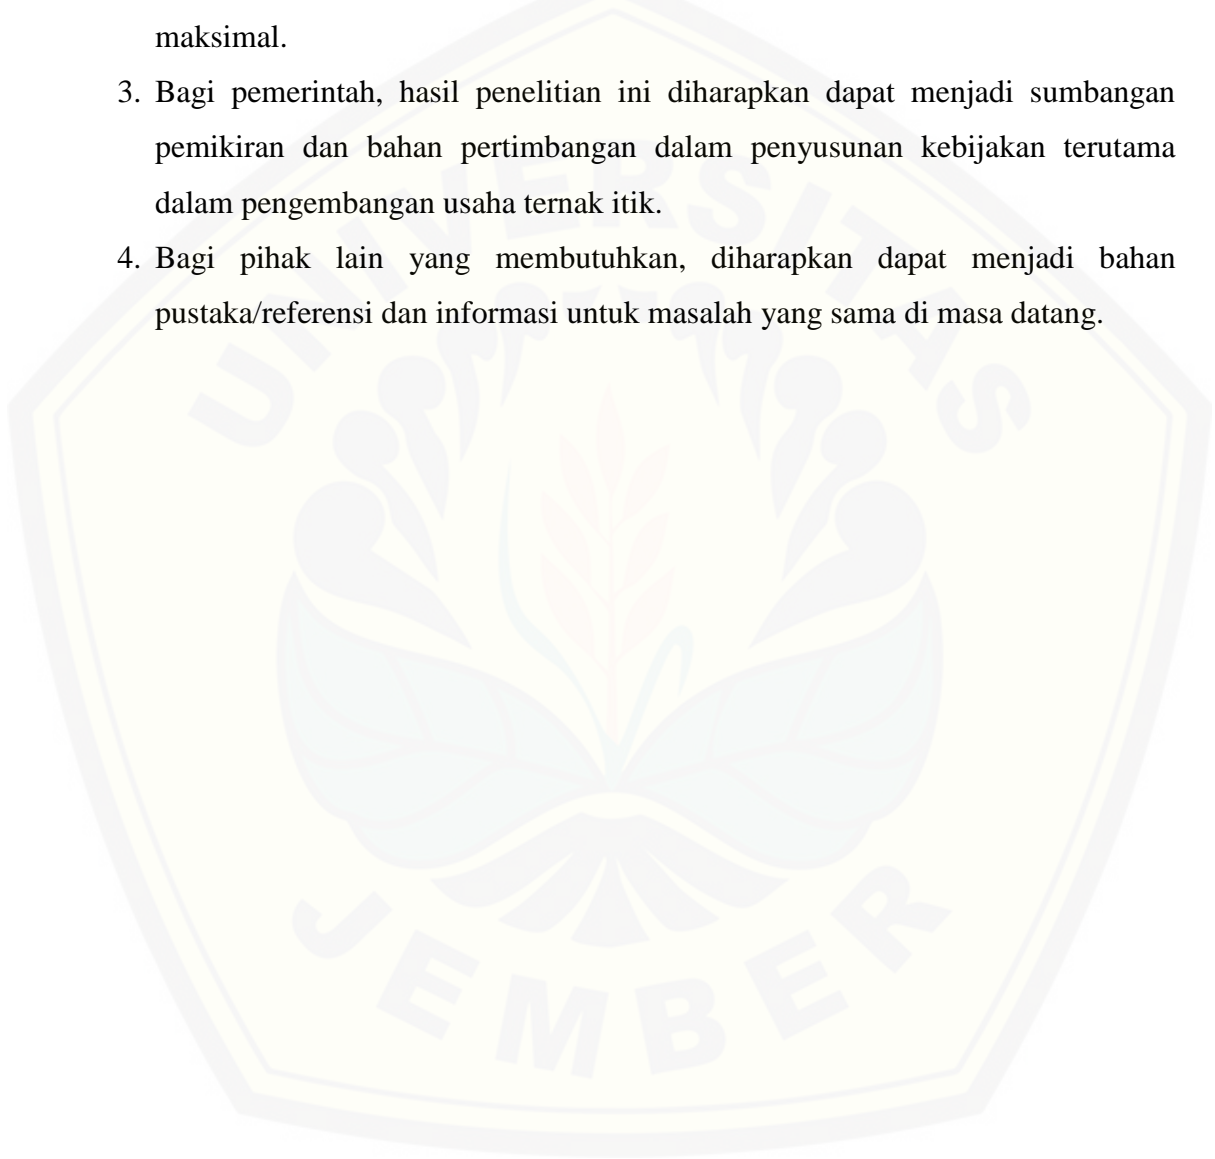 maksimal.
3. Bagi pemerintah, hasil penelitian ini diharapkan dapat menjadi sumbangan
pemikiran dan bahan pertimbangan dalam penyusunan kebijakan terutama
dalam pengembangan usaha ternak itik.
4. Bagi pihak lain yang membutuhkan, diharapkan dapat menjadi bahan
pustaka/referensi dan informasi untuk masalah yang sama di masa datang.
UNIVERSITAS
JEMBER